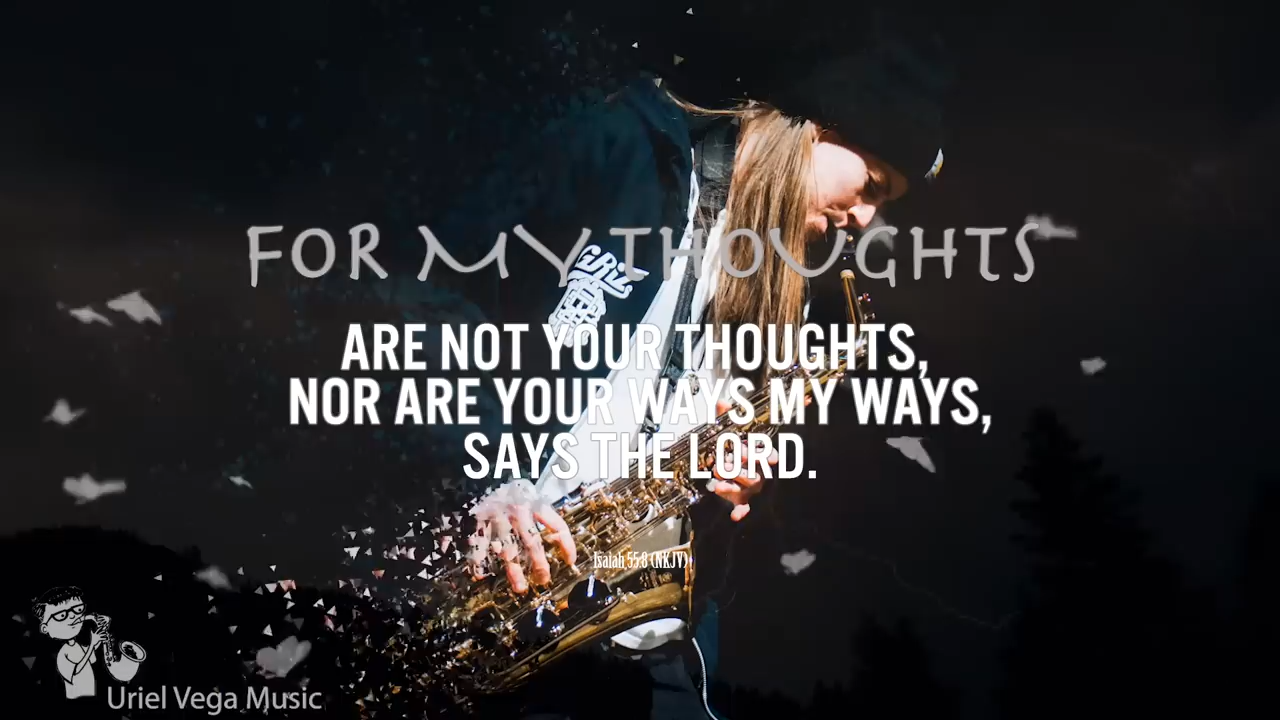 FOR MY THOUGHTS
GRiZ
ARE NOT YOUR THOUGHTS,
NOR ARE YOUR WAYS MY WAYS,
SAYS THE LORD.
Isaiah 55:8 (NKJV)
Uriel Vega Music